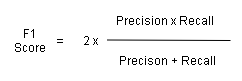 Precision x Recall
F1
Score = 2 x
Precison + Recall